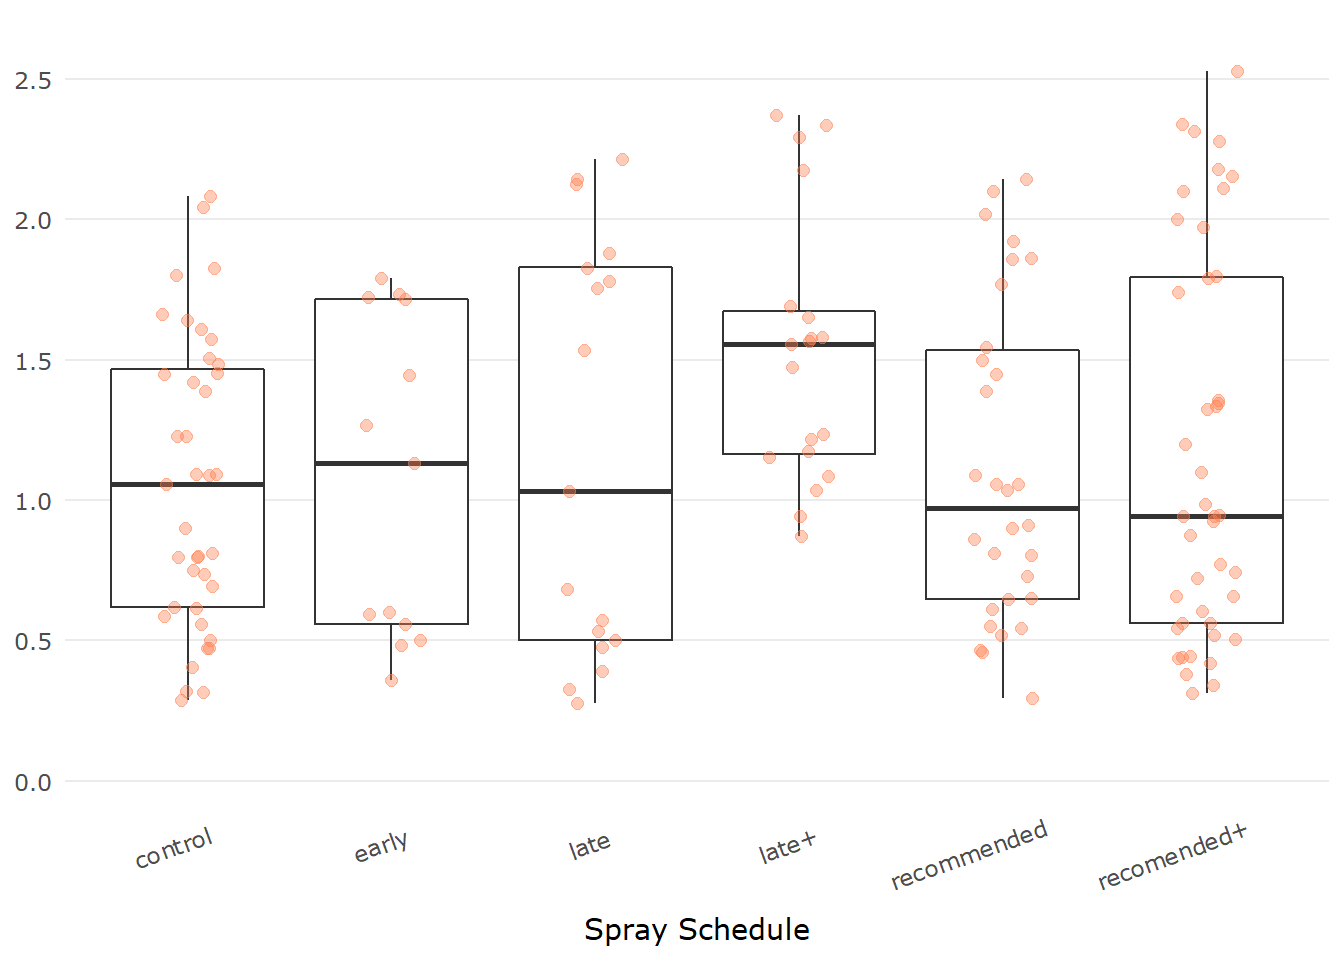 2.5
2.0
1.5
1.0
0.5
0.0
control
early
late
late+
recommended
recomended+
Spray Schedule